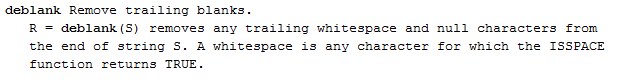 deblank Remove trailing blanks.
R = deblank(S) removes any trailing whitespace and null characters from
the end of string S. A whitespace is any character for which the ISSPACE
function returns TRUE.